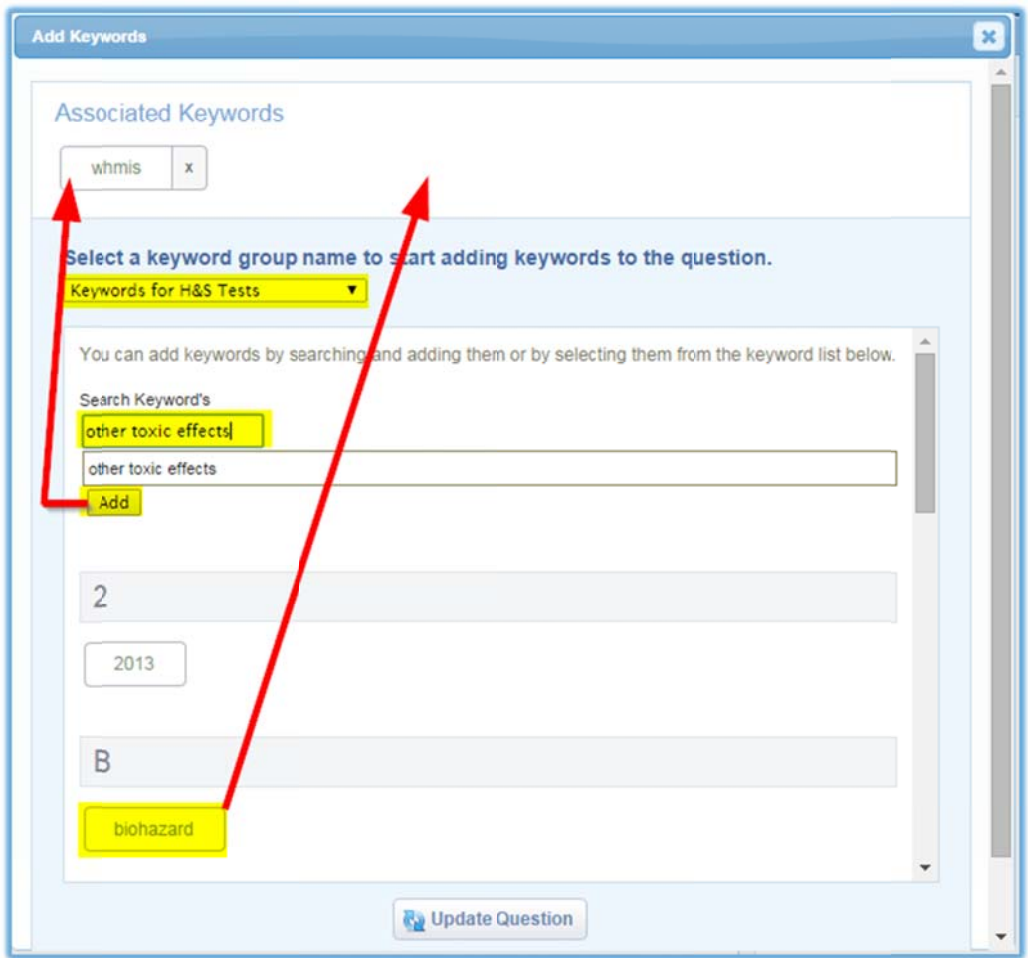 Add Keywords
Associated Keywords
whmis x
Select a keyword group name to start adding keywords to the question.
Keywords for H&S Tests
You can add keywords by searching and adding them or by selecting them from the keyword list below.
Search Keyword's
other toxic effects
other toxic effects
Add
2
2013
B
biohazard
Update Question